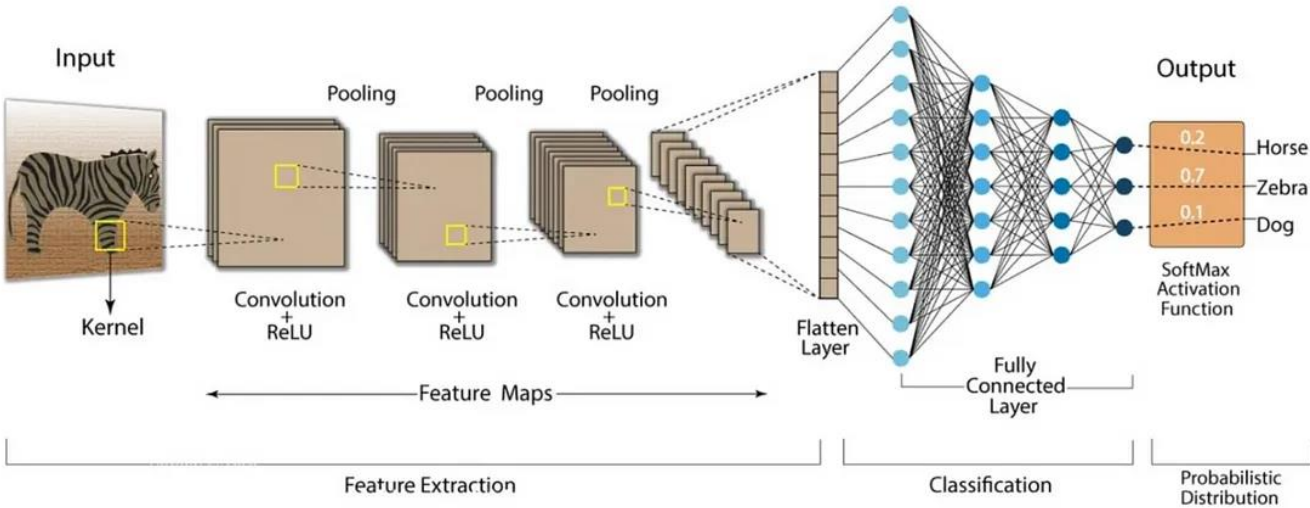 Input
Kernel
Pooling
Pooling
Pooling
Convolution
+
ReLU
Convolution
+
ReLU
Convolution
+
ReLU
Feature Maps
Flatten
Layer
Fully
Connected
Layer
Output
0.2
Horse
0.7
Zebra
0.1
Dog
SoftMax
Activation
Function
Feature Extraction
Classification
Probabilistic
Distribution